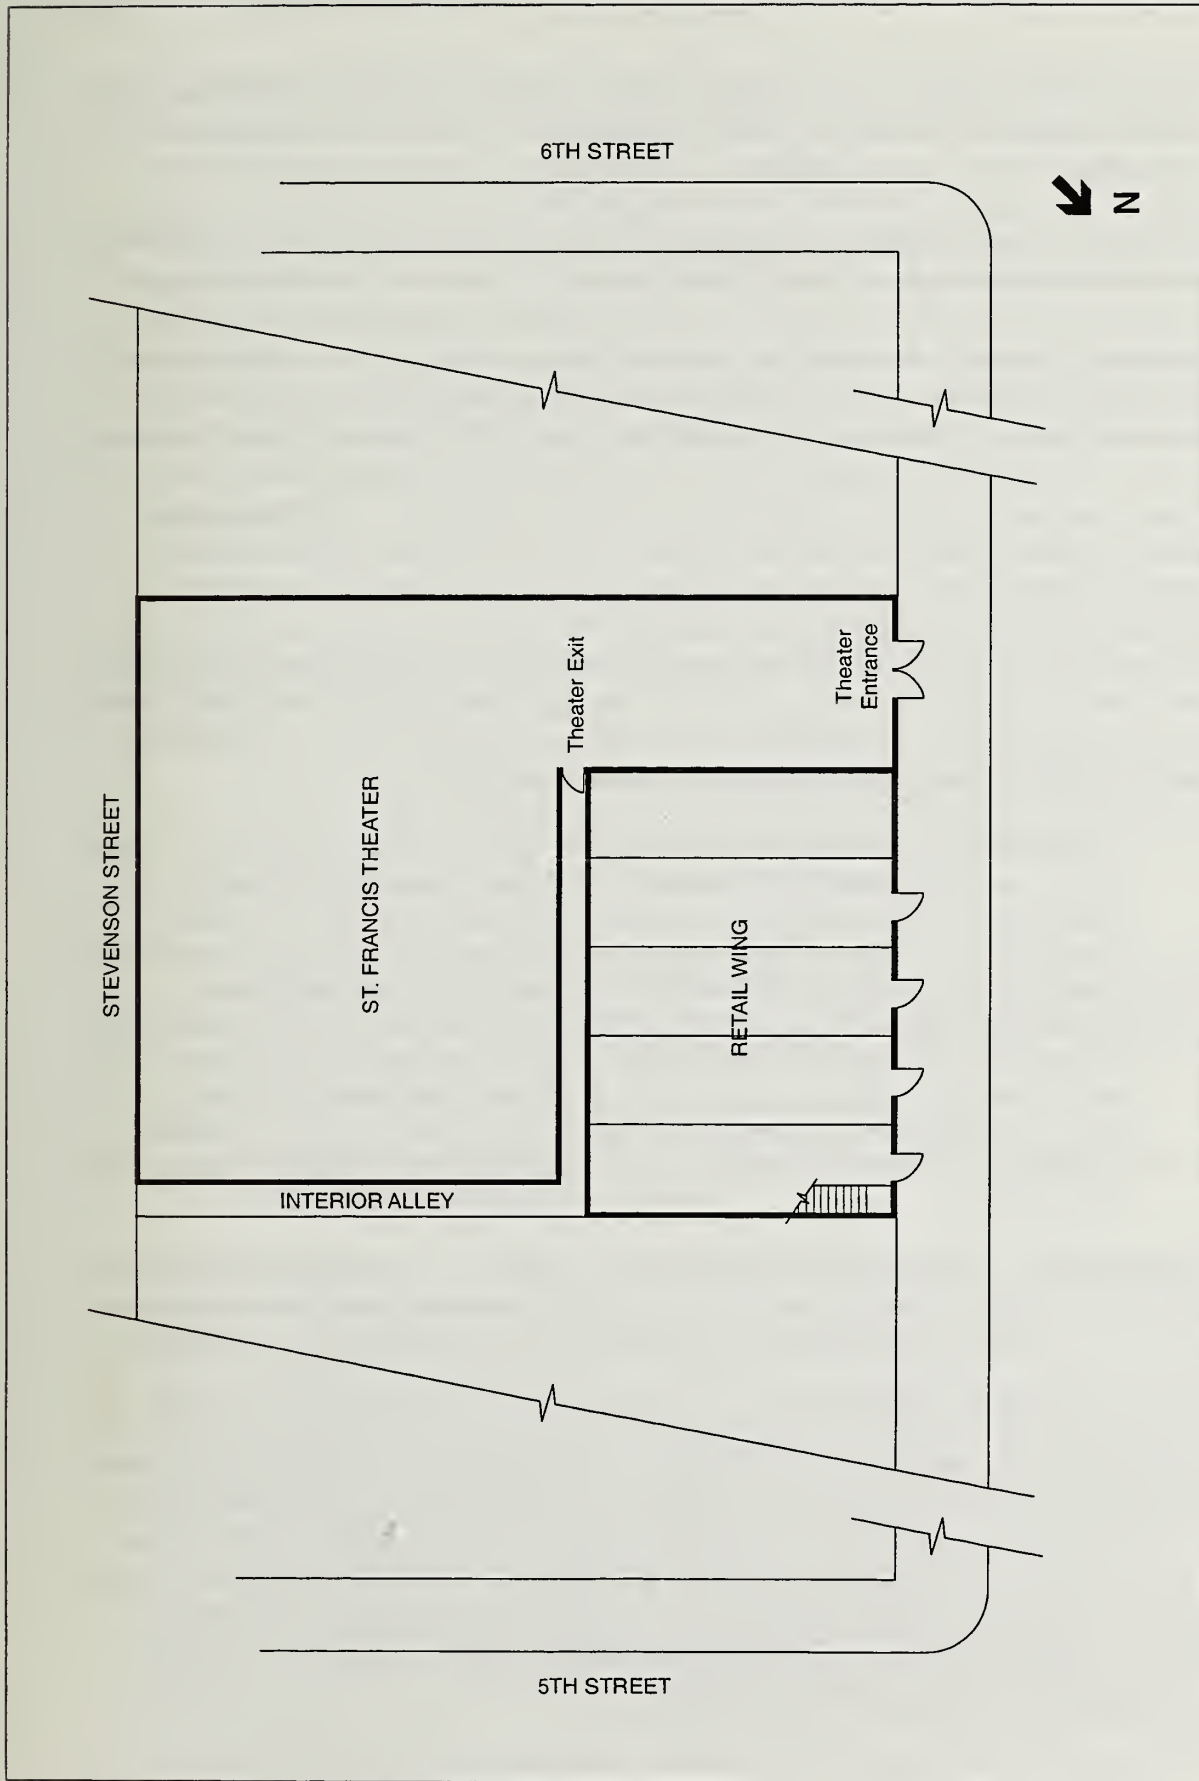 6TH STREET
N
STEVENSON STREET
ST. FRANCIS THEATER
Theater Exit
Theater
Entrance
RETAIL WING
INTERIOR ALLEY
5TH STREET